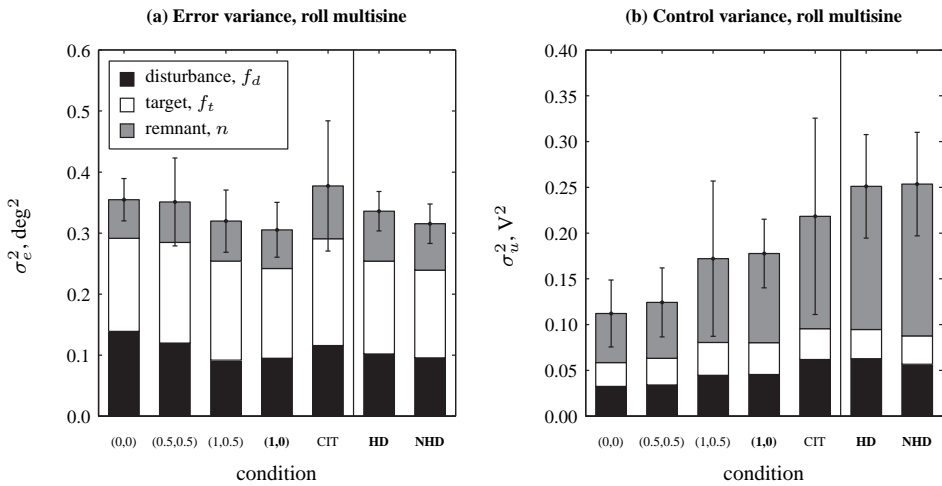 (a) Error variance, roll multisine
0.6
0.5
0.4
0.3
0.2
0.1
0.0
σ²ₑ, deg²
disturbance, f_d
target, f_t
remnant, n
(0,0) (0.5,0.5) (1,0.5) (1,0) CIT HD NHD
condition
(b) Control variance, roll multisine
0.40
0.35
0.30
0.25
0.20
0.15
0.10
0.05
0.00
σ²ᵤ, V²
(0,0) (0.5,0.5) (1,0.5) (1,0) CIT HD NHD
condition